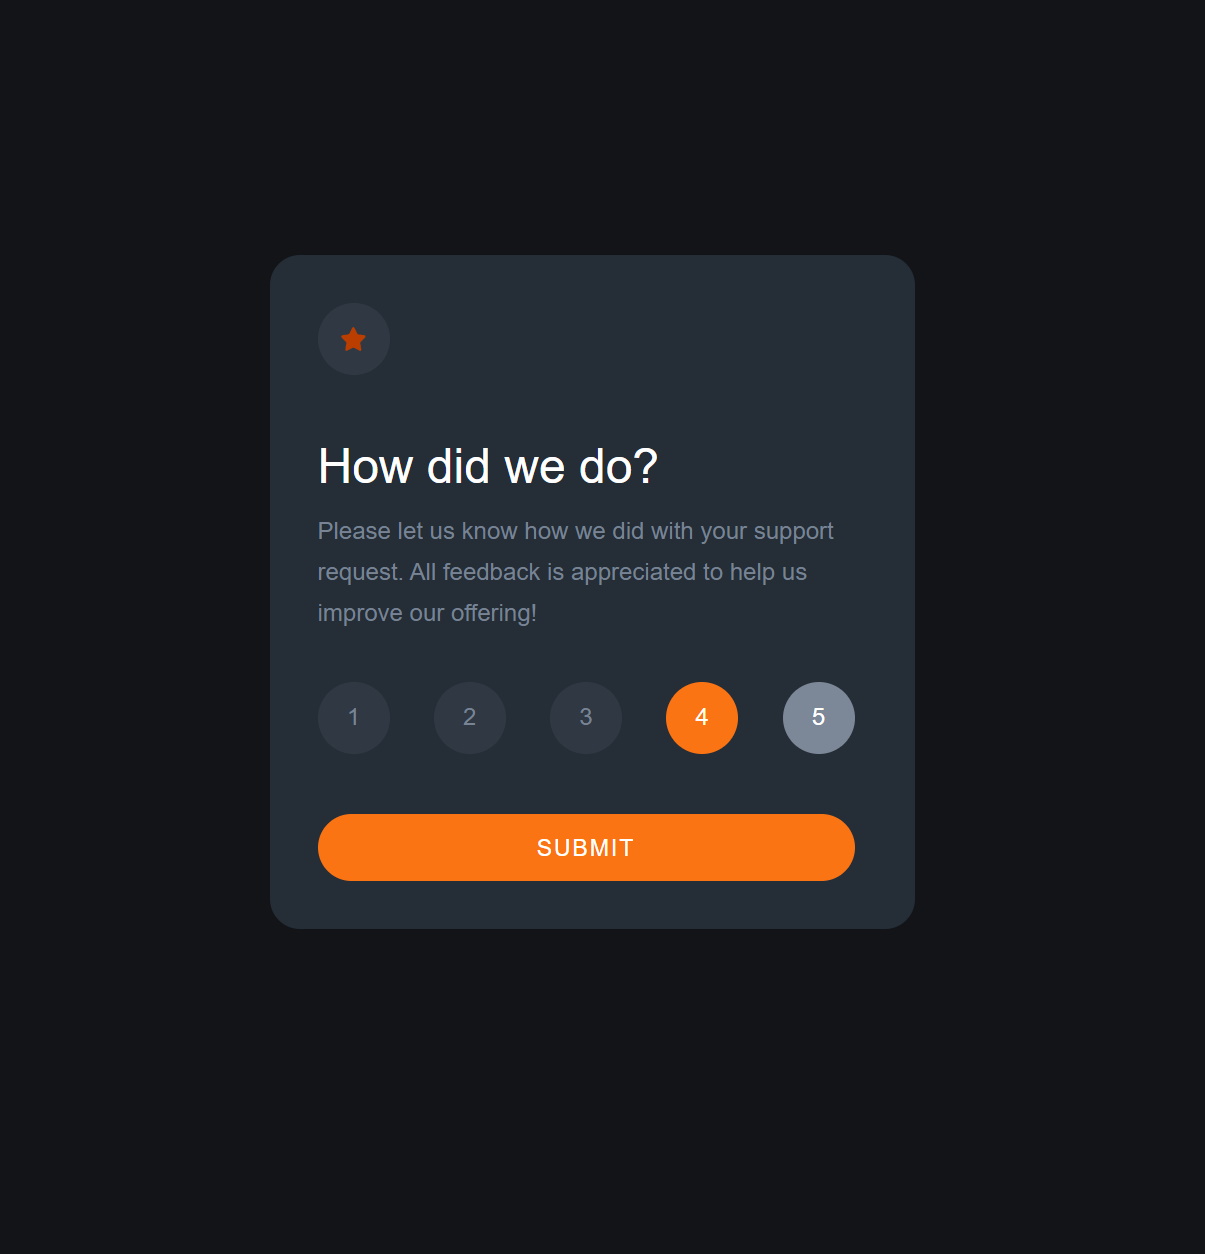 How did we do?
Please let us know how we did with your support
request. All feedback is appreciated to help us
improve our offering!
1 2 3 4 5
SUBMIT